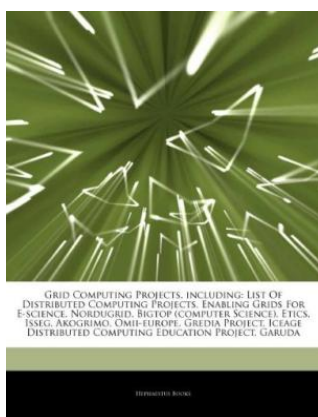 Grid Computing Projects, including: List Of
Distributed Computing Projects, Enabling Grids For
E-science, Nordugrid, Bigtop (computer Science), Etics,
Isseg, Akogrimo, Omii-europe, Gredia Project, Iceage
Distributed Computing Education Project, Garuda
Hephaestus Books